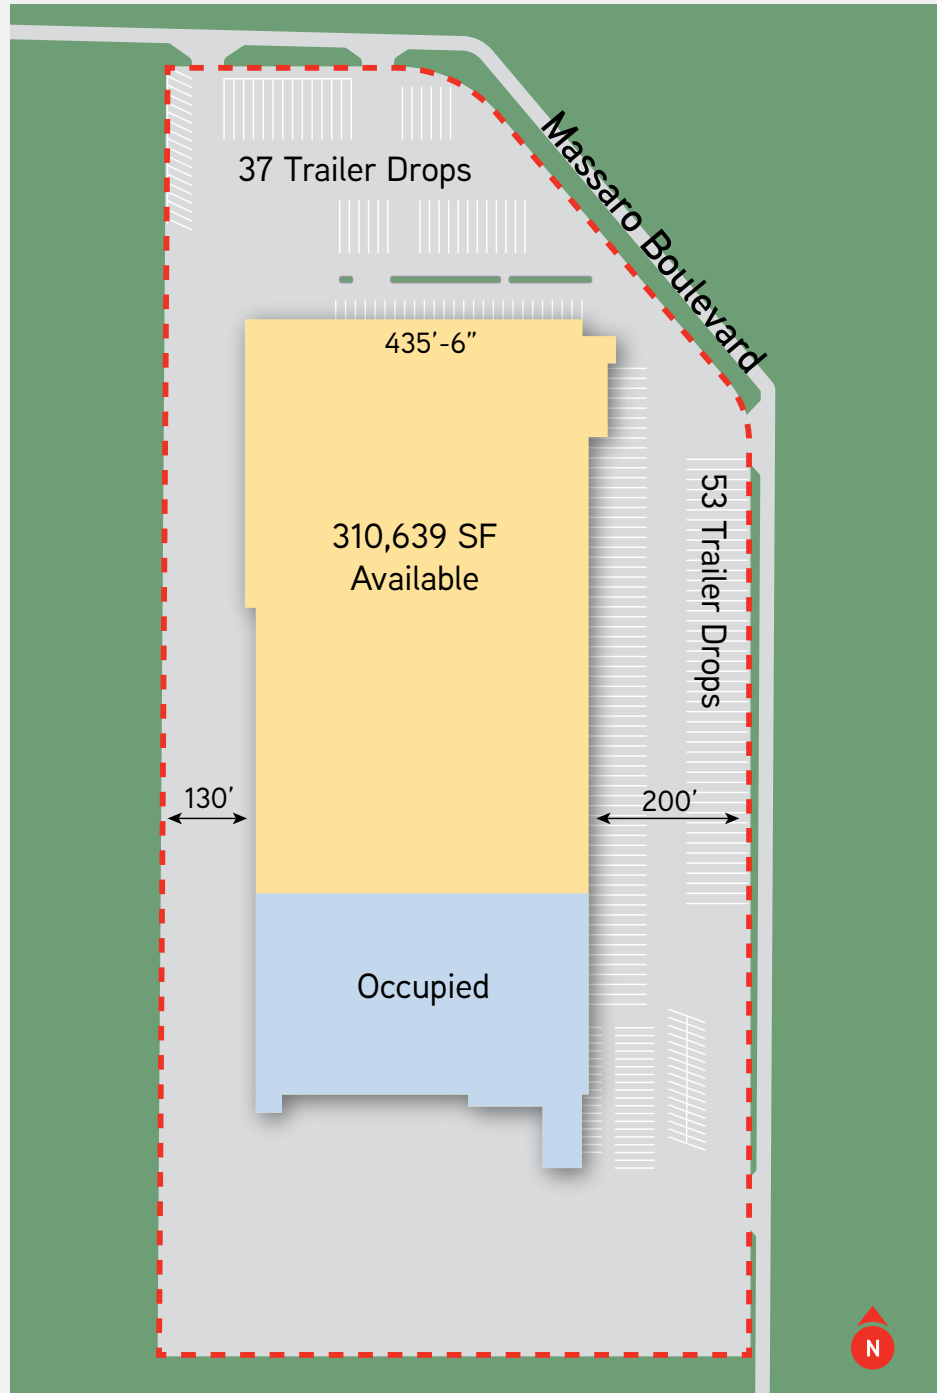 37 Trailer Drops
Massaro Boulevard
435’-6”
310,639 SF
Available
53 Trailer Drops
130’
200’
Occupied
N